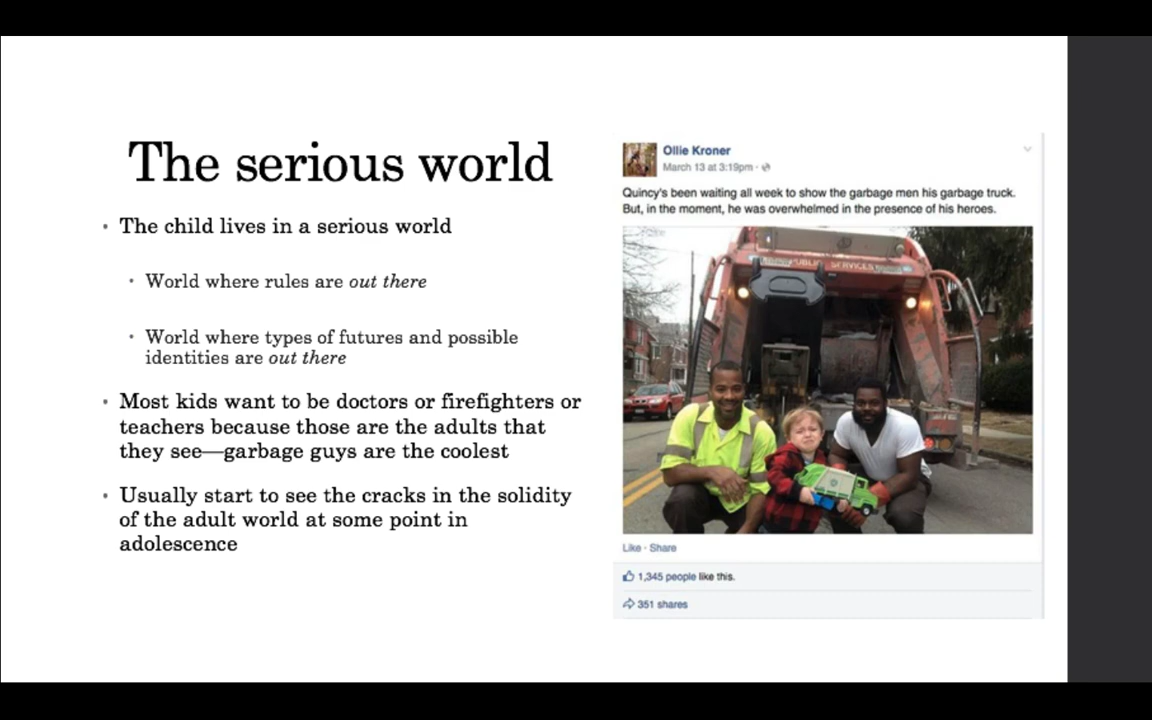 The serious world
• The child lives in a serious world
• World where rules are out there
• World where types of futures and possible
identities are out there
• Most kids want to be doctors or firefighters or
teachers because those are the adults that
they see—garbage guys are the coolest
• Usually start to see the cracks in the solidity
of the adult world at some point in
adolescence
Ollie Kroner
March 13 at 3:19pm ·
Quincy's been waiting all week to show the garbage men his garbage truck.
But, in the moment, he was overwhelmed in the presence of his heroes.
PUBLIC SERVICES
Like · Share
1,345 people like this.
351 shares